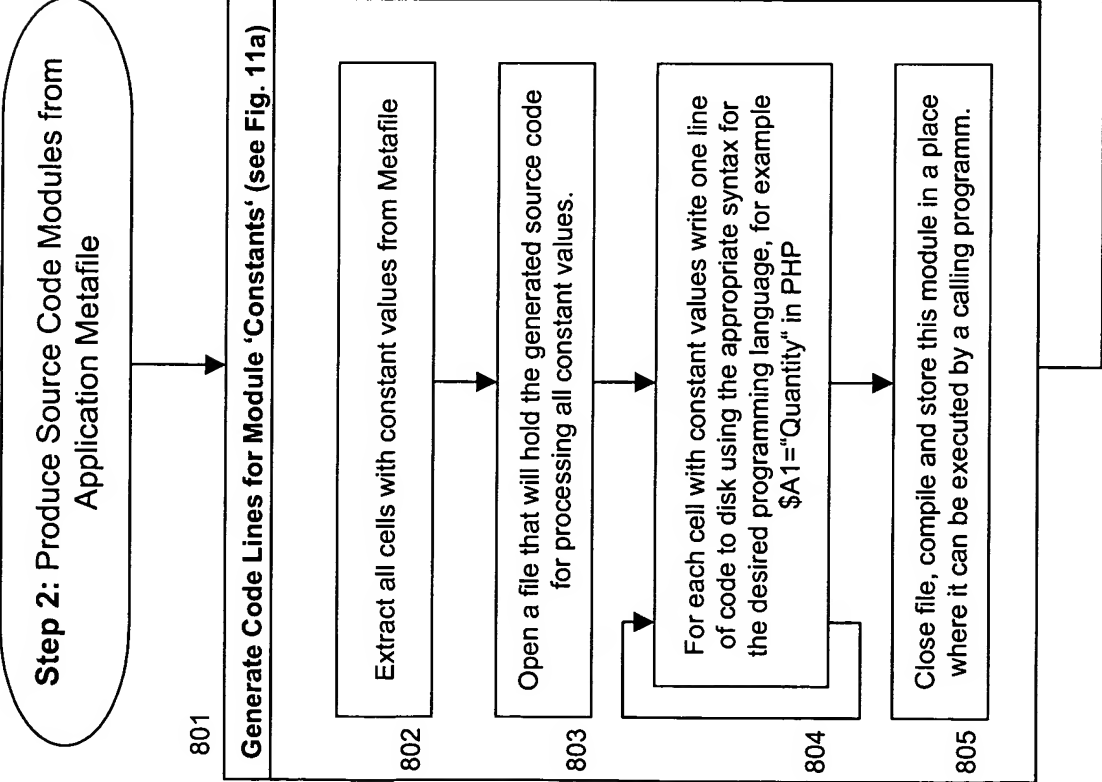 Step 2: Produce Source Code Modules from
Application Metafile
801
Generate Code Lines for Module ‘Constants‘ (see Fig. 11a)
802
Extract all cells with constant values from Metafile
803
Open a file that will hold the generated source code
for processing all constant values.
804
For each cell with constant values write one line
of code to disk using the appropriate syntax for
the desired programming language, for example
$A1=“Quantity“ in PHP
805
Close file, compile and store this module in a place
where it can be executed by a calling programm.